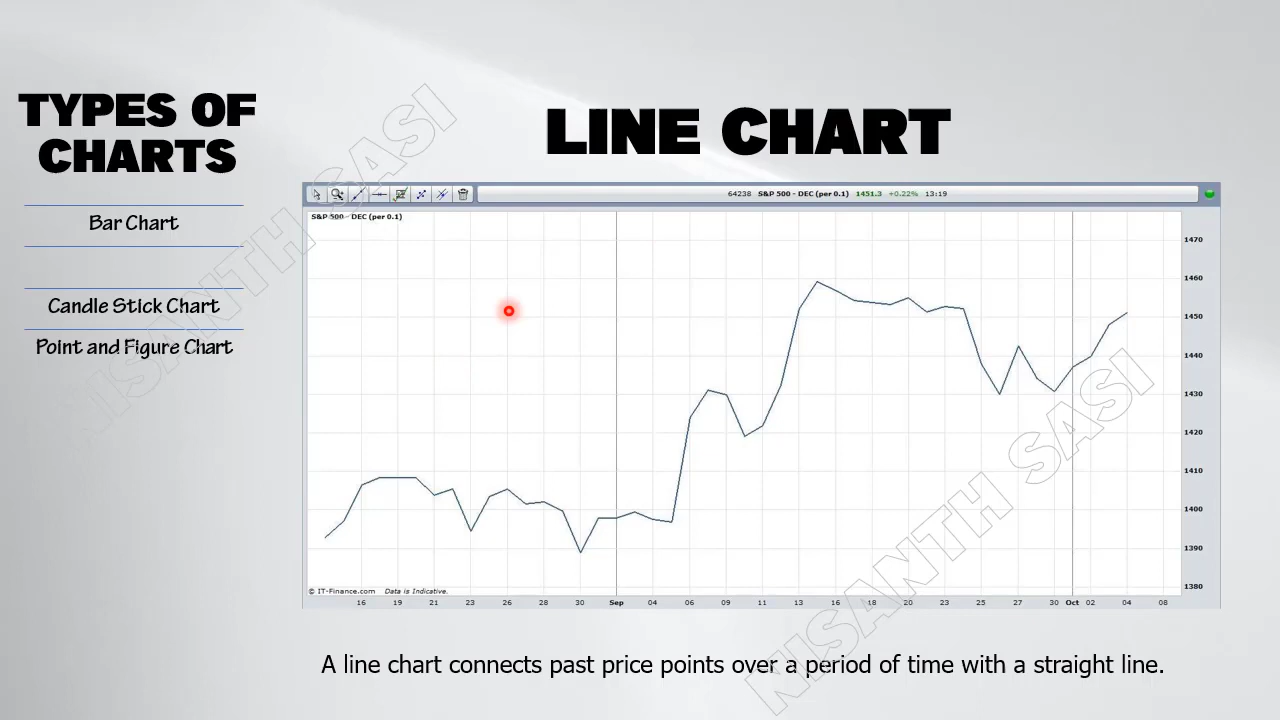 TYPES OF
CHARTS
Bar Chart
Candle Stick Chart
Point and Figure Chart
LINE CHART
64238 S&P 500 - DEC (per 0.1) 1451.3 +0.22% 13:19
S&P 500 - DEC (per 0.1)
1470
1460
1450
1440
1430
1420
1410
1400
1390
1380
© IT-Finance.com Data is Indicative.
16 19 21 23 26 28 30 Sep 04 06 09 11 13 16 18 20 23 25 27 30 Oct 02 04 08
A line chart connects past price points over a period of time with a straight line.
NISANTH SASI
NISANTH SASI